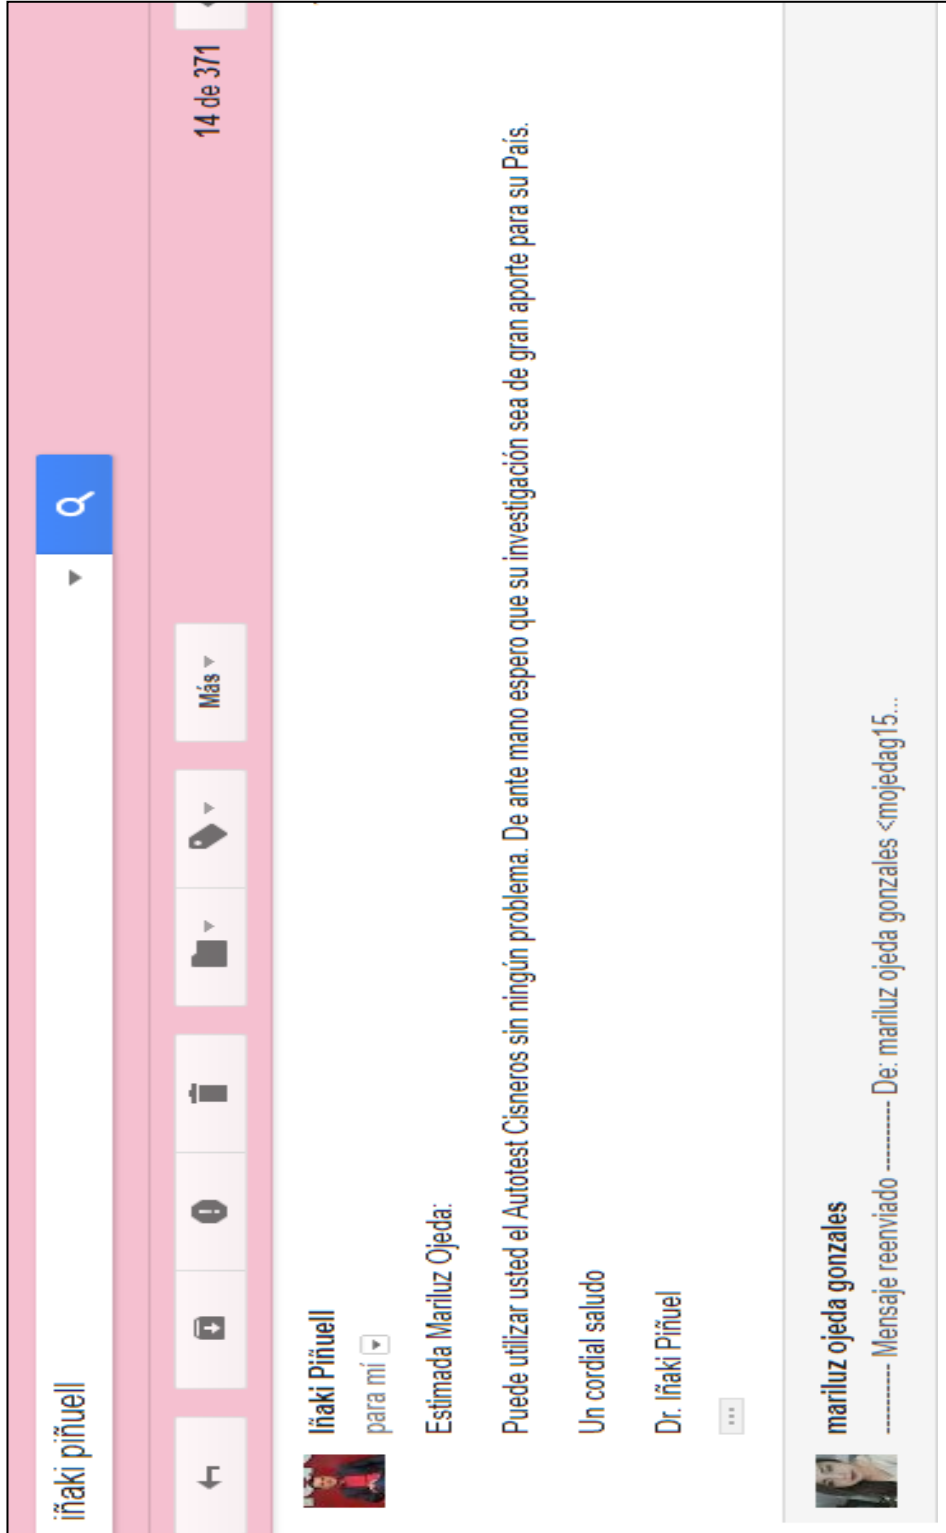 iñaki piñuell
Más
14 de 371
Iñaki Piñuell
para mí
Estimada Mariluz Ojeda:
Puede utilizar usted el Autotest Cisneros sin ningún problema. De ante mano espero que su investigación sea de gran aporte para su País.
Un cordial saludo
Dr. Iñaki Piñuel
mariluz ojeda gonzales
---------- Mensaje reenviado ---------- De: mariluz ojeda gonzales <mojedag15...